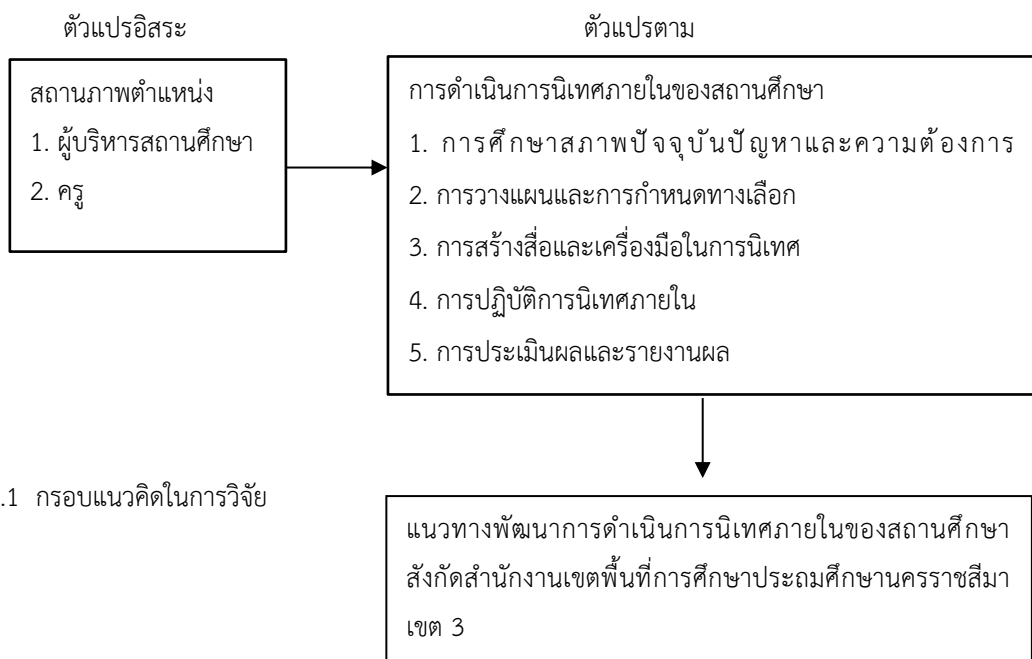 ตัวแปรอิสระ
ตัวแปรตาม
สถานภาพตำแหน่ง
1. ผู้บริหารสถานศึกษา
2. ครู
การดำเนินการนิเทศภายในของสถานศึกษา
1. การศึกษาสภาพปัจจุบันปัญหาและความต้องการ
2. การวางแผนและการกำหนดทางเลือก
3. การสร้างสื่อและเครื่องมือในการนิเทศ
4. การปฏิบัติการนิเทศภายใน
5. การประเมินผลและรายงานผล
.1 กรอบแนวคิดในการวิจัย
แนวทางพัฒนาการดำเนินการนิเทศภายในของสถานศึกษา
สังกัดสำนักงานเขตพื้นที่การศึกษาประถมศึกษานครราชสีมา
เขต 3